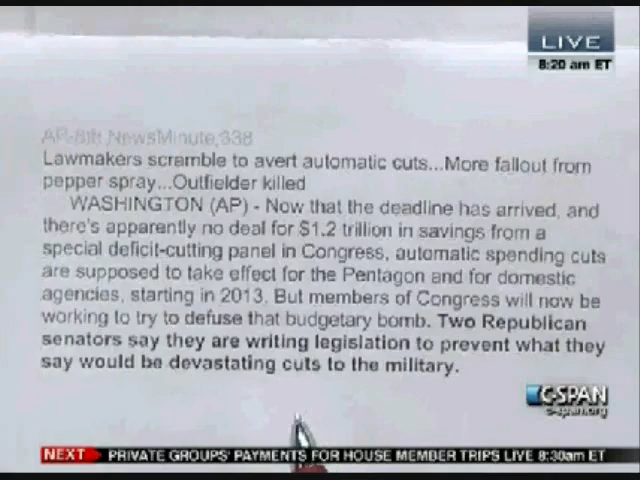 LIVE
8:20 am ET
AP-8th NewsMinute,338
Lawmakers scramble to avert automatic cuts...More fallout from
pepper spray...Outfielder killed
WASHINGTON (AP) - Now that the deadline has arrived, and
there's apparently no deal for $1.2 trillion in savings from a
special deficit-cutting panel in Congress, automatic spending cuts
are supposed to take effect for the Pentagon and for domestic
agencies, starting in 2013. But members of Congress will now be
working to try to defuse that budgetary bomb. Two Republican
senators say they are writing legislation to prevent what they
say would be devastating cuts to the military.
C-SPAN
c-span.org
NEXT PRIVATE GROUPS' PAYMENTS FOR HOUSE MEMBER TRIPS LIVE 8:30am ET